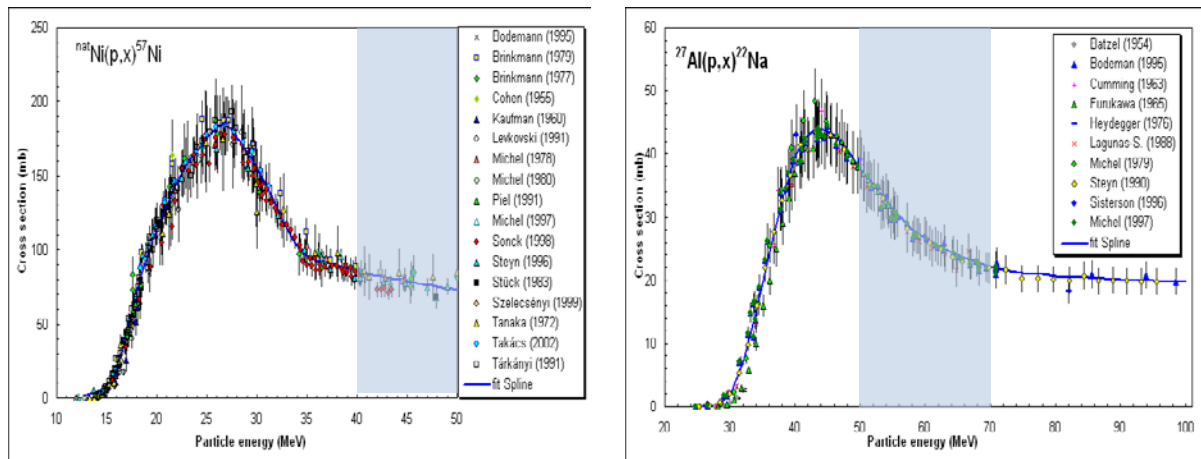 natNi(p,x)57Ni
250
200
150
100
50
0
Cross section (mb)
10
15
20
25
30
35
40
45
50
Particle energy (MeV)
Bodemann (1995)
Brinkmann (1979)
Brinkmann (1977)
Cohen (1955)
Kaufman (1960)
Levkovski (1991)
Michel (1978)
Michel (1980)
Piel (1991)
Michel (1997)
Sonck (1998)
Steyn (1996)
Stück (1983)
Szelecsényi (1999)
Tanaka (1972)
Takács (2002)
Tárkányi (1991)
fit Spline
27Al(p,x)22Na
60
50
40
30
20
10
0
Cross section (mb)
20
30
40
50
60
70
80
90
100
Particle energy (MeV)
Batzel (1954)
Bodeman (1995)
Cumming (1963)
Furukawa (1965)
Heydegger (1976)
Lagunas-S. (1988)
Michel (1979)
Steyn (1990)
Sisterson (1996)
Michel (1997)
fit Spline